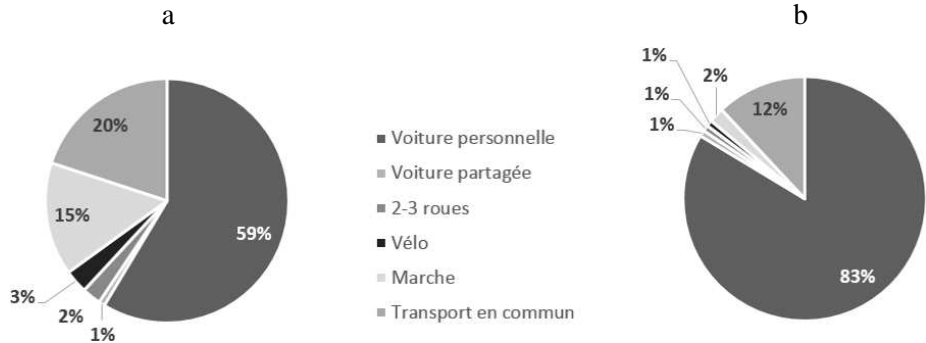 a
20%
15%
59%
3%
2%
1%
Voiture personnelle
Voiture partagée
2-3 roues
Vélo
Marche
Transport en commun
b
1%
2%
1%
1%
12%
83%